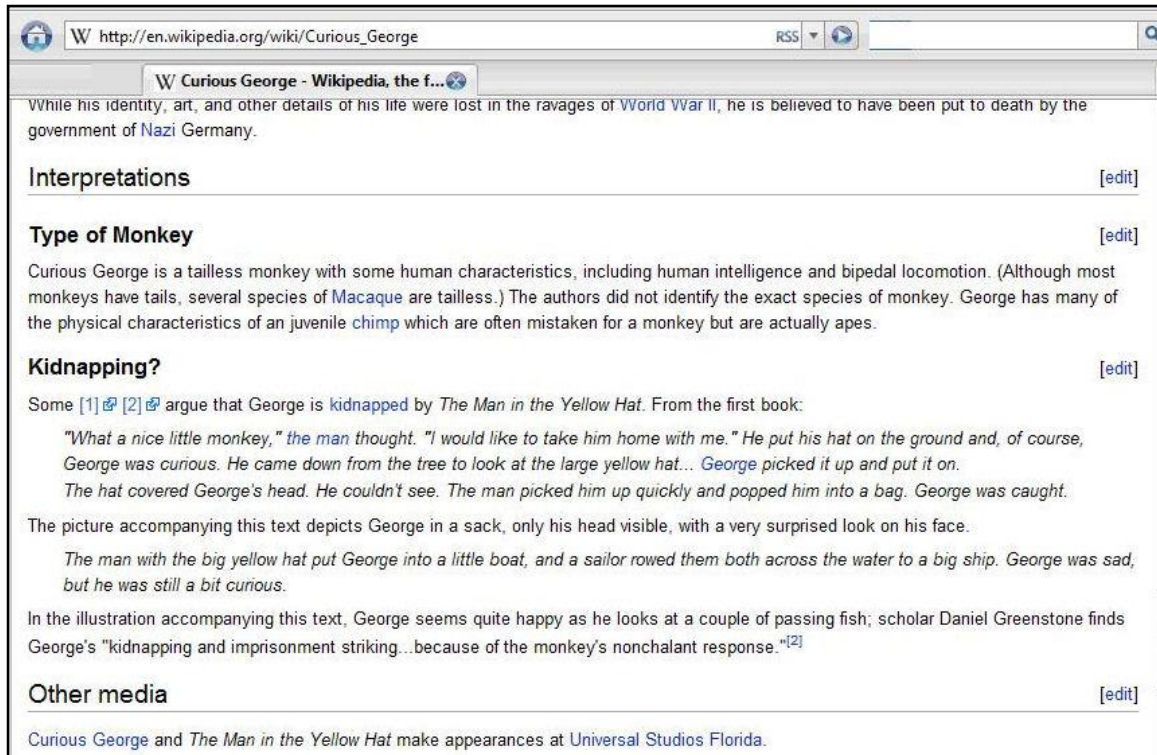 W http://en.wikipedia.org/wiki/Curious_George RSS
W Curious George - Wikipedia, the f...
While his identity, art, and other details of his life were lost in the ravages of World War II, he is believed to have been put to death by the
government of Nazi Germany.
Interpretations [edit]
Type of Monkey [edit]
Curious George is a tailless monkey with some human characteristics, including human intelligence and bipedal locomotion. (Although most
monkeys have tails, several species of Macaque are tailless.) The authors did not identify the exact species of monkey. George has many of
the physical characteristics of an juvenile chimp which are often mistaken for a monkey but are actually apes.
Kidnapping? [edit]
Some [1] [2] argue that George is kidnapped by The Man in the Yellow Hat. From the first book:
"What a nice little monkey," the man thought. "I would like to take him home with me." He put his hat on the ground and, of course,
George was curious. He came down from the tree to look at the large yellow hat... George picked it up and put it on.
The hat covered George's head. He couldn't see. The man picked him up quickly and popped him into a bag. George was caught.
The picture accompanying this text depicts George in a sack, only his head visible, with a very surprised look on his face.
The man with the big yellow hat put George into a little boat, and a sailor rowed them both across the water to a big ship. George was sad,
but he was still a bit curious.
In the illustration accompanying this text, George seems quite happy as he looks at a couple of passing fish; scholar Daniel Greenstone finds
George's "kidnapping and imprisonment striking...because of the monkey's nonchalant response."[2]
Other media [edit]
Curious George and The Man in the Yellow Hat make appearances at Universal Studios Florida.